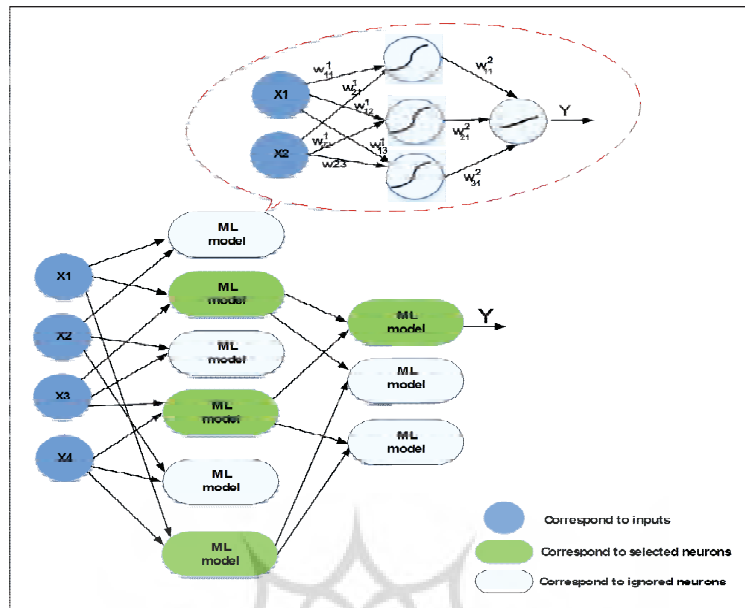 w¹₁₁
w¹₂₁
w¹₁₂
w²₁₁
X1
Y
X2
w¹₂₂
w¹₁₃
w23
w²₂₁
w²₃₁
ML
model
X1
ML
model
ML
model
Y
X2
ML
model
ML
model
X3
ML
model
ML
model
X4
ML
model
ML
model
Correspond to inputs
Correspond to selected neurons
Correspond to ignored neurons